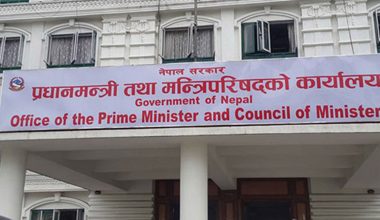 नेपाल सरकार
प्रधानमन्त्री तथा मन्त्रिपरिषद्को कार्यालय
Government of Nepal
Office of the Prime Minister and Council of Minister